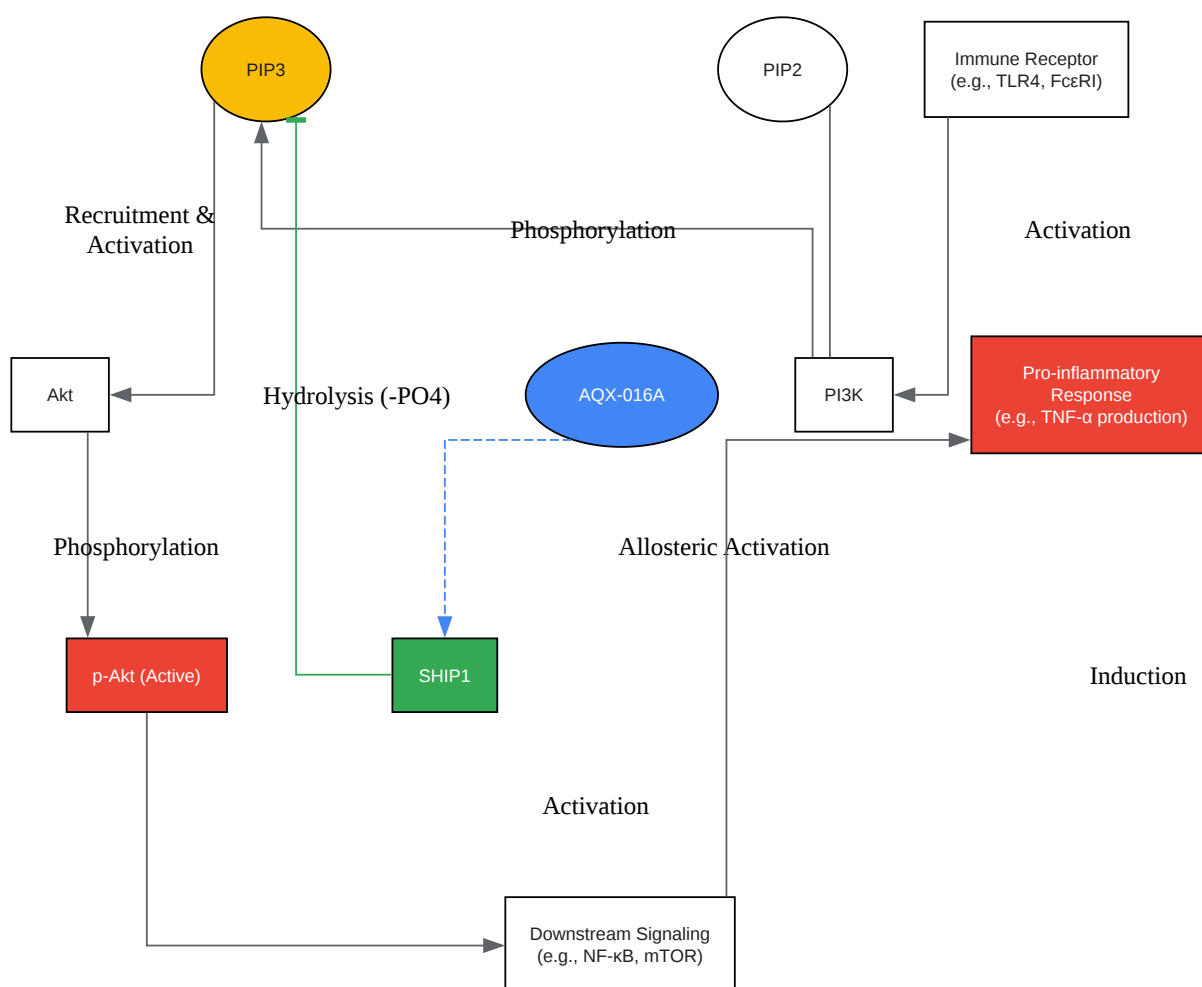 PIP3
PIP2
Immune Receptor
(e.g., TLR4, FcεRI)
Recruitment &
Activation
Phosphorylation
Activation
Akt
Hydrolysis (-PO4)
AQX-016A
PI3K
Pro-inflammatory
Response
(e.g., TNF-α production)
Phosphorylation
Allosteric Activation
p-Akt (Active)
SHIP1
Induction
Activation
Downstream Signaling
(e.g., NF-κB, mTOR)